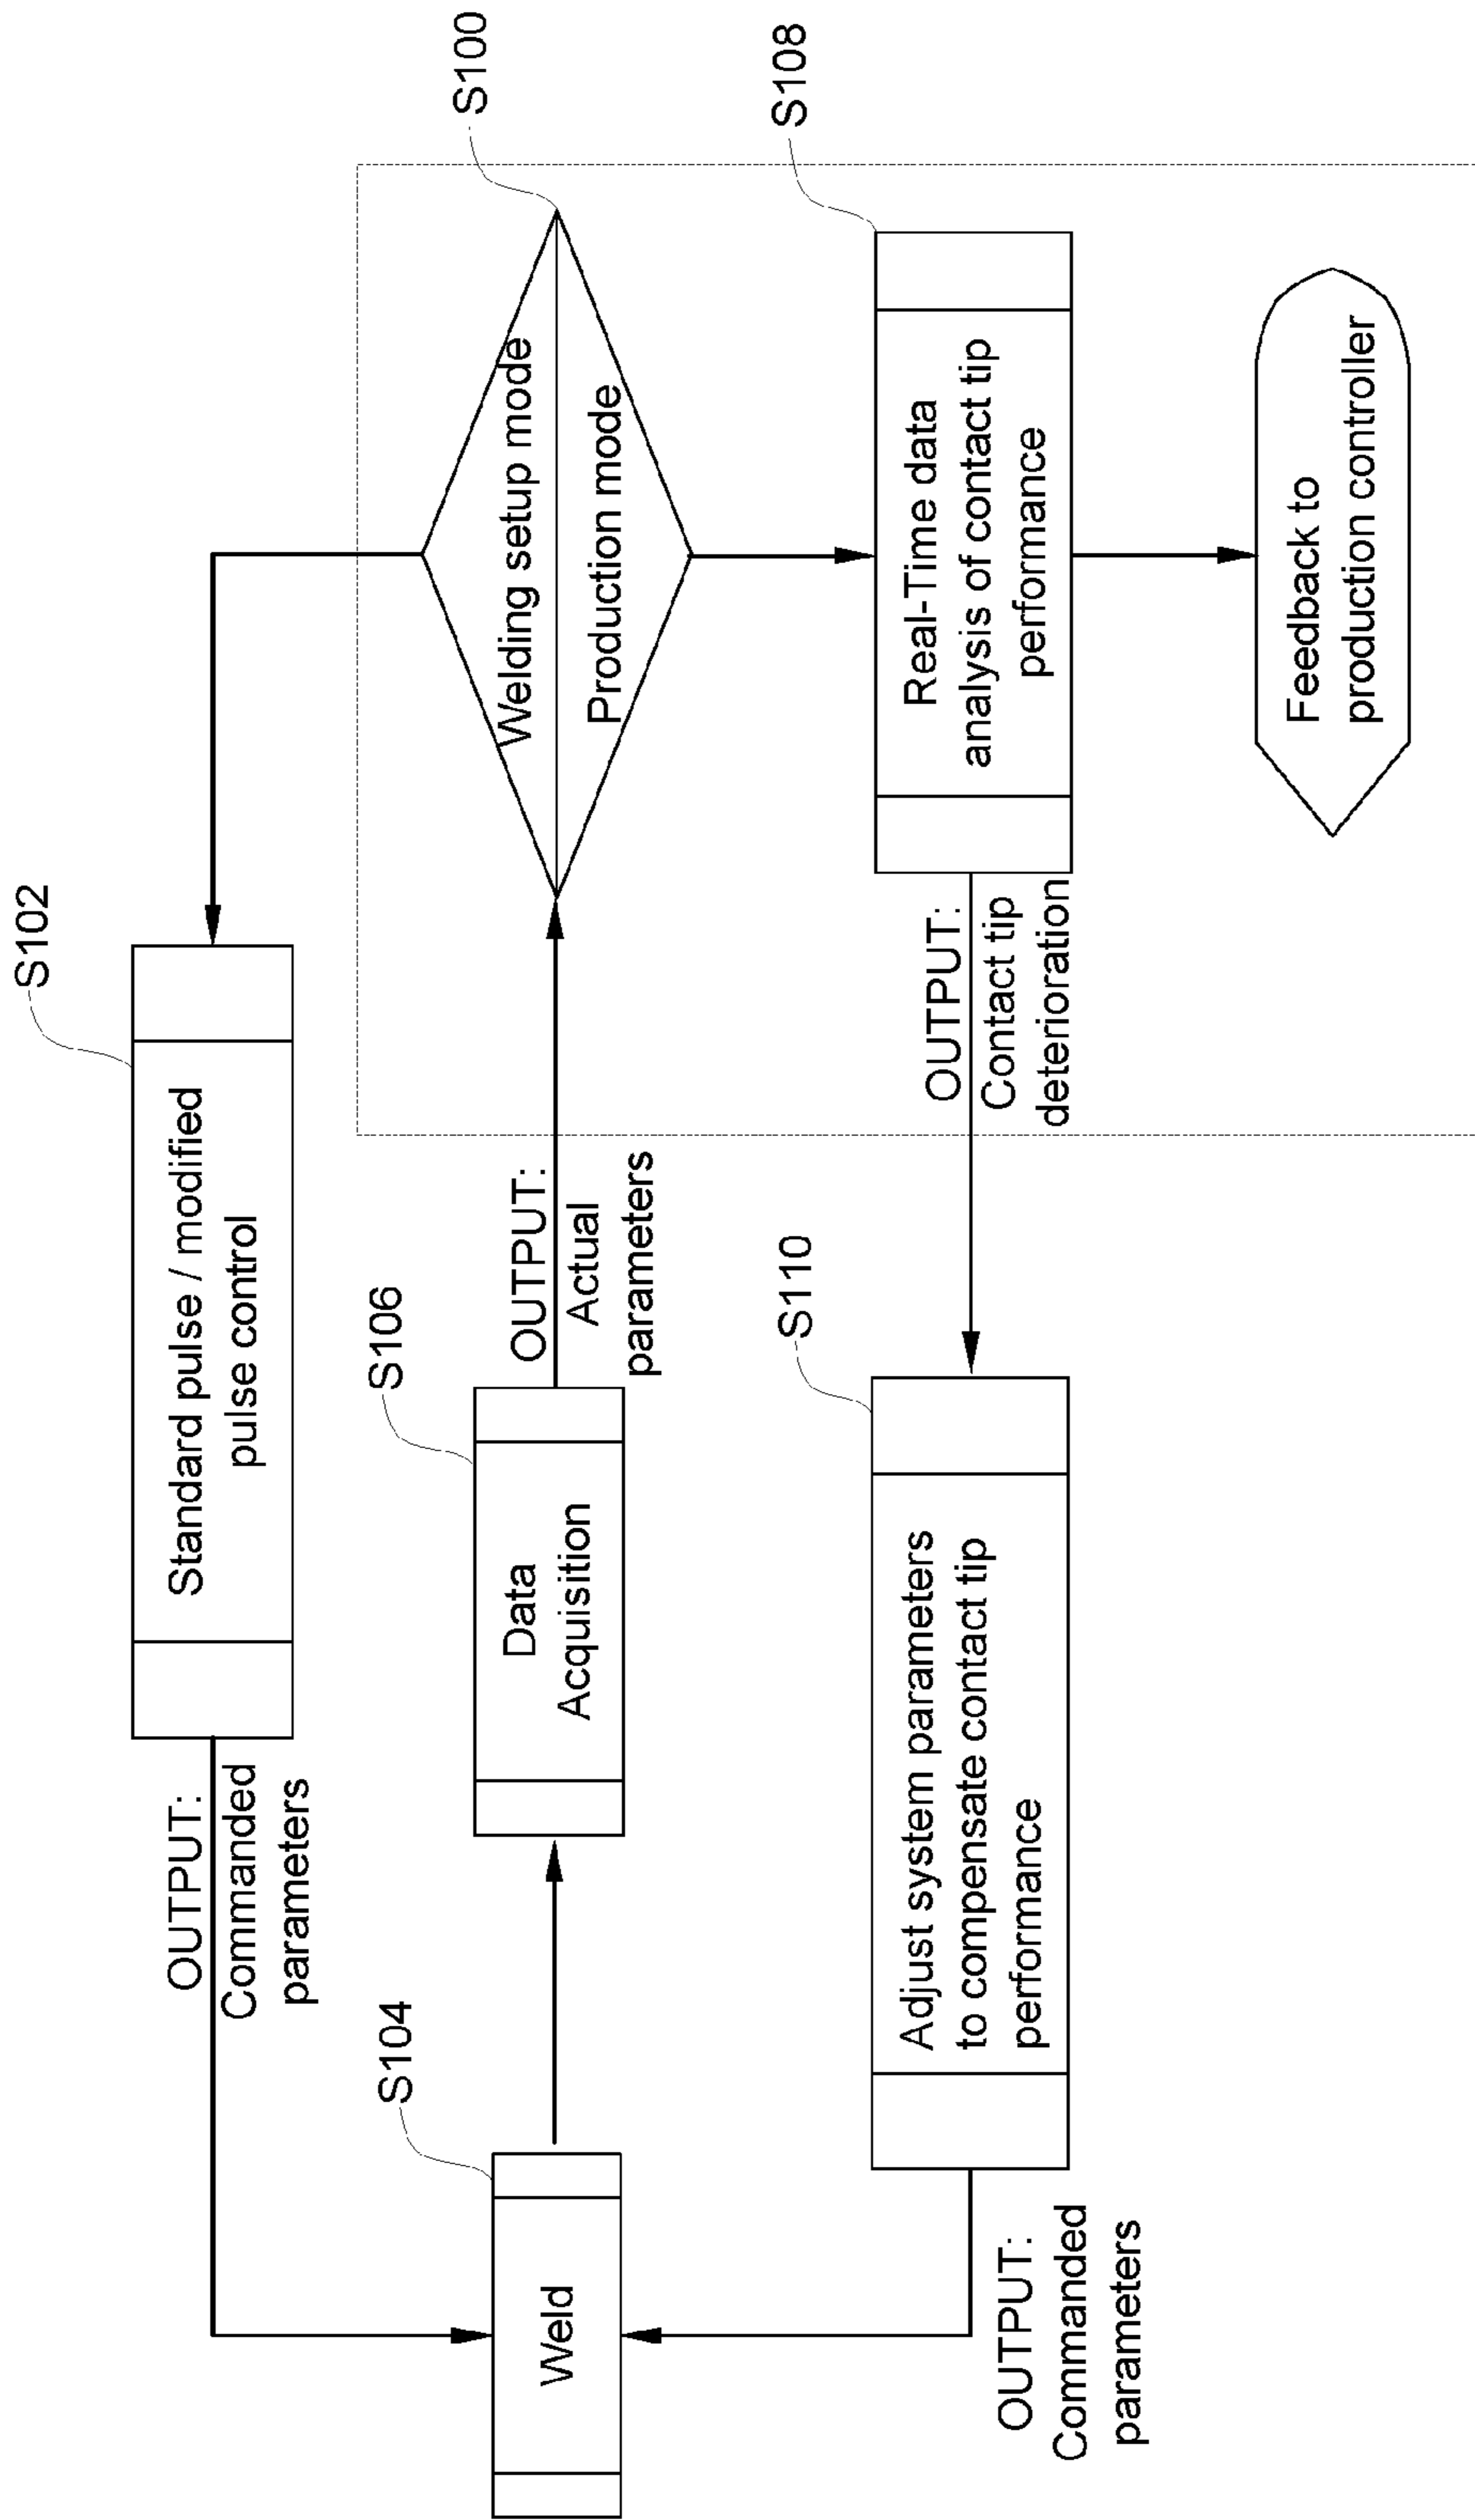 S102
Standard pulse / modified
pulse control
OUTPUT:
Commanded
parameters
S100
Welding setup mode
Production mode
S104
Weld
S106
Data
Acquisition
OUTPUT:
Actual
parameters
S108
Real-Time data
analysis of contact tip
performance
OUTPUT:
Contact tip
deterioration
S110
Adjust system parameters
to compensate contact tip
performance
OUTPUT:
Commanded
parameters
Feedback to
production controller